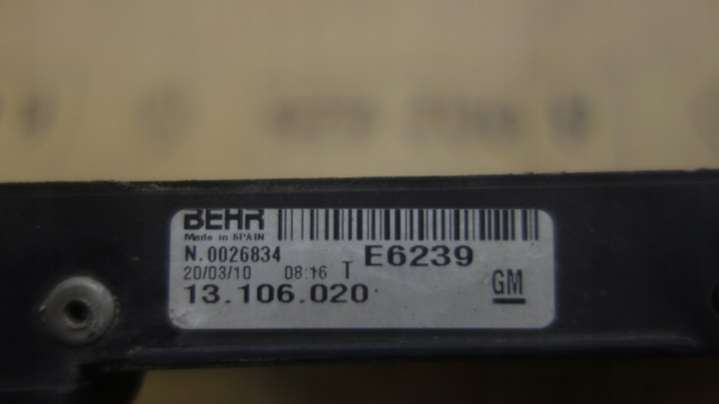 BEHR
Made in SPAIN
N.0026834
E6239
20/03/10 08:16 T
13.106.020
GM